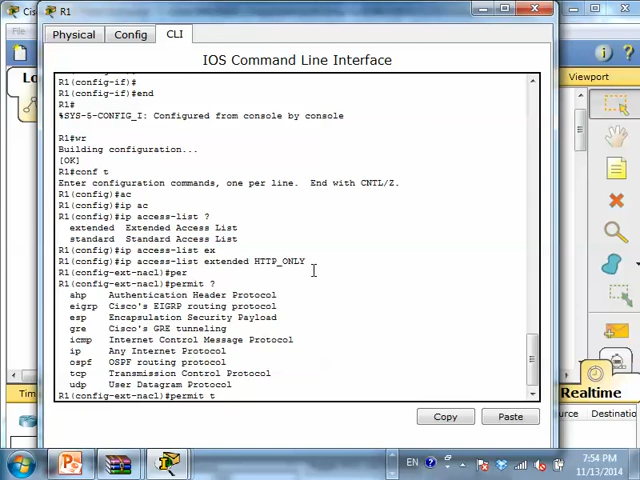 Cis
R1
File
Physical
Config
CLI
IOS Command Line Interface
Lo
Viewport
R1(config-if)#
R1(config-if)#end
R1#
%SYS-5-CONFIG_I: Configured from console by console
R1#wr
Building configuration...
[OK]
R1#conf t
Enter configuration commands, one per line.  End with CNTL/Z.
R1(config)#ac
R1(config)#ip ac
R1(config)#ip access-list ?
extended  Extended Access List
standard  Standard Access List
R1(config)#ip access-list ex
R1(config)#ip access-list extended HTTP_ONLY
R1(config-ext-nacl)#per
R1(config-ext-nacl)#permit ?
ahp    Authentication Header Protocol
eigrp  Cisco's EIGRP routing protocol
esp    Encapsulation Security Payload
gre    Cisco's GRE tunneling
icmp   Internet Control Message Protocol
ip     Any Internet Protocol
ospf   OSPF routing protocol
tcp    Transmission Control Protocol
udp    User Datagram Protocol
R1(config-ext-nacl)#permit t
Copy
Paste
Time
Realtime
ource
Destinatio
EN
7:54 PM
11/13/2014